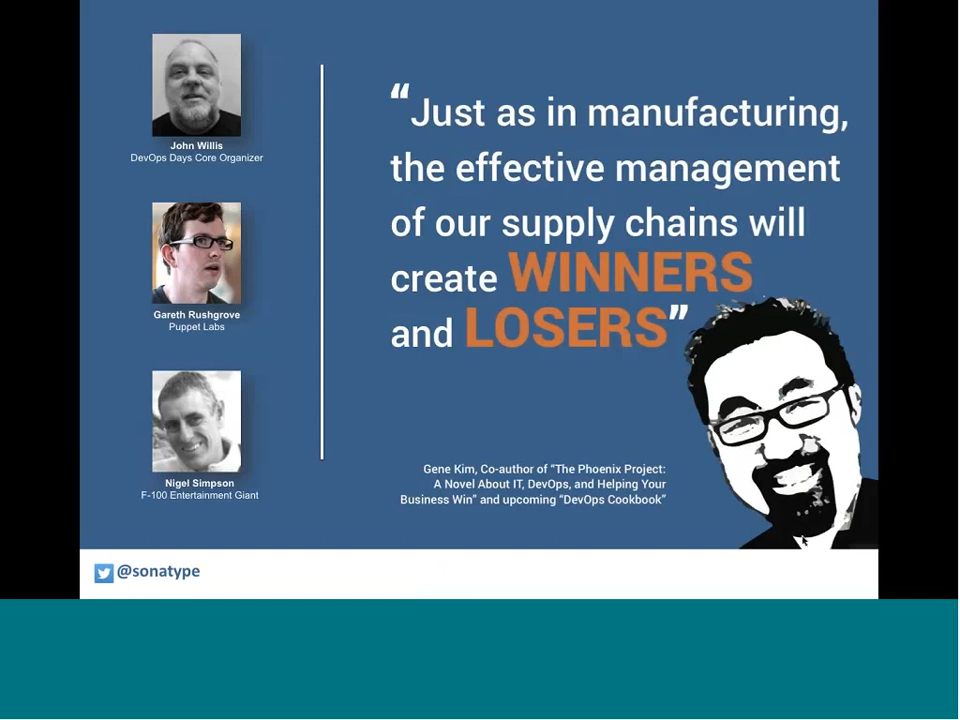 John Willis
DevOps Days Core Organizer
Gareth Rushgrove
Puppet Labs
Nigel Simpson
F-100 Entertainment Giant
“Just as in manufacturing,
the effective management
of our supply chains will
create WINNERS
and LOSERS”
Gene Kim, Co-author of “The Phoenix Project:
A Novel About IT, DevOps, and Helping Your
Business Win” and upcoming “DevOps Cookbook”
@sonatype